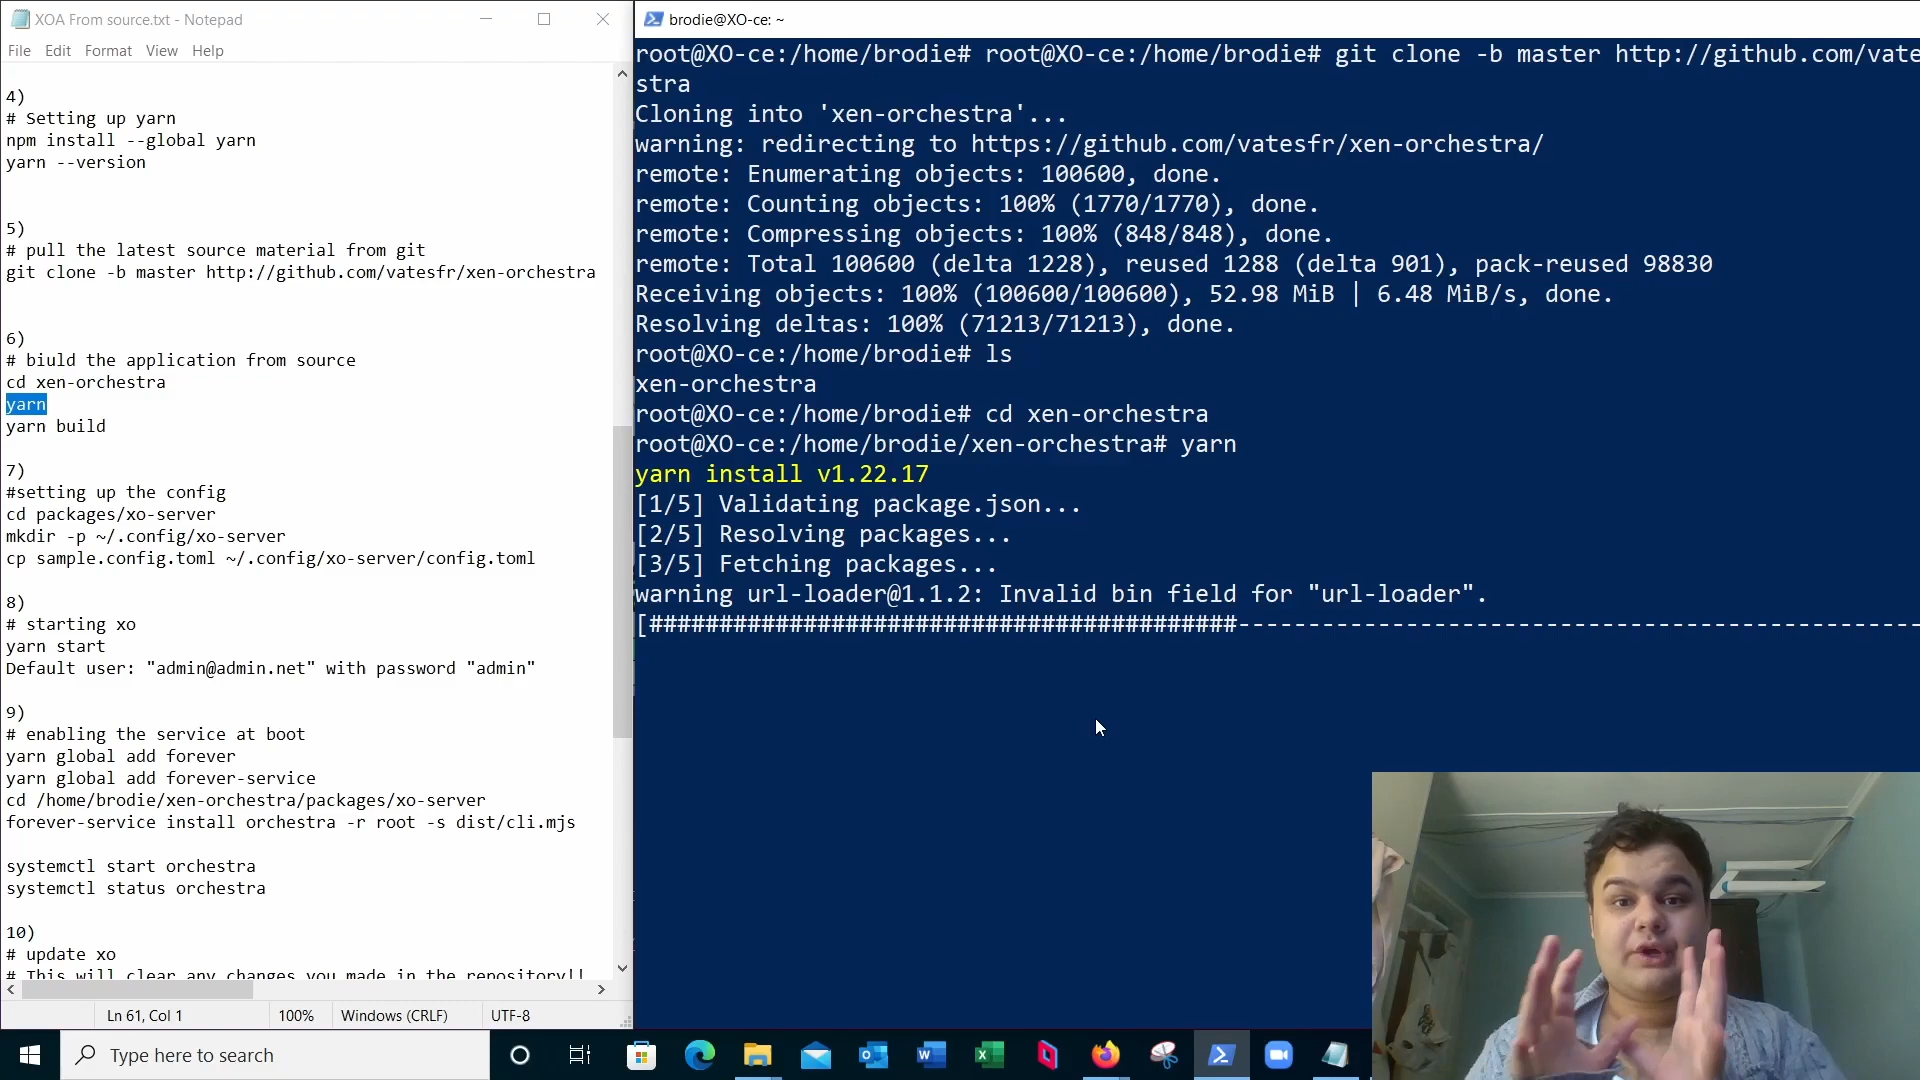 XOA From source.txt - Notepad
File Edit Format View Help
4)
# Setting up yarn
npm install --global yarn
yarn --version
5)
# pull the latest source material from git
git clone -b master http://github.com/vatesfr/xen-orchestra
6)
# biuld the application from source
cd xen-orchestra
yarn
yarn build
7)
#setting up the config
cd packages/xo-server
mkdir -p ~/.config/xo-server
cp sample.config.toml ~/.config/xo-server/config.toml
8)
# starting xo
yarn start
Default user: "admin@admin.net" with password "admin"
9)
# enabling the service at boot
yarn global add forever
yarn global add forever-service
cd /home/brodie/xen-orchestra/packages/xo-server
forever-service install orchestra -r root -s dist/cli.mjs
systemctl start orchestra
systemctl status orchestra
10)
# update xo
# This will clear any changes you made in the repository!!
Ln 61, Col 1 100% Windows (CRLF) UTF-8
brodie@XO-ce: ~
root@XO-ce:/home/brodie# root@XO-ce:/home/brodie# git clone -b master http://github.com/vate
stra
Cloning into 'xen-orchestra'...
warning: redirecting to https://github.com/vatesfr/xen-orchestra/
remote: Enumerating objects: 100600, done.
remote: Counting objects: 100% (1770/1770), done.
remote: Compressing objects: 100% (848/848), done.
remote: Total 100600 (delta 1228), reused 1288 (delta 901), pack-reused 98830
Receiving objects: 100% (100600/100600), 52.98 MiB | 6.48 MiB/s, done.
Resolving deltas: 100% (71213/71213), done.
root@XO-ce:/home/brodie# ls
xen-orchestra
root@XO-ce:/home/brodie# cd xen-orchestra
root@XO-ce:/home/brodie/xen-orchestra# yarn
yarn install v1.22.17
[1/5] Validating package.json...
[2/5] Resolving packages...
[3/5] Fetching packages...
warning url-loader@1.1.2: Invalid bin field for "url-loader".
[##########################################------------------------------------------------
Type here to search